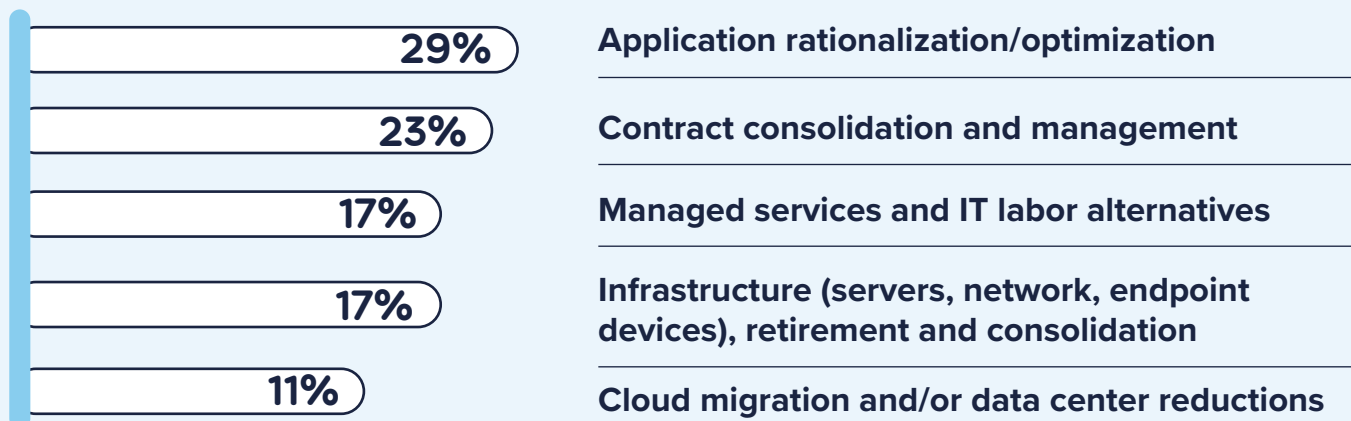 29% Application rationalization/optimization
23% Contract consolidation and management
17% Managed services and IT labor alternatives
17% Infrastructure (servers, network, endpoint
devices), retirement and consolidation
11% Cloud migration and/or data center reductions